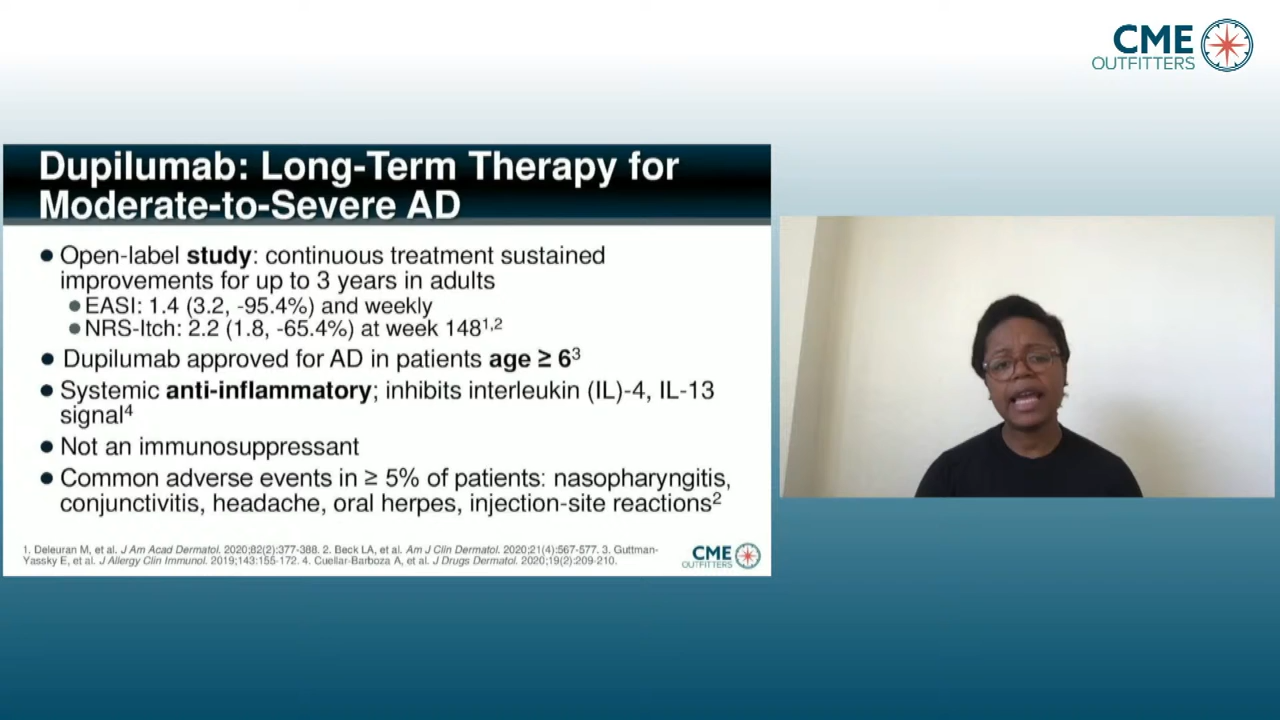 CME
OUTFITTERS
Dupilumab: Long-Term Therapy for
Moderate-to-Severe AD
● Open-label study: continuous treatment sustained
improvements for up to 3 years in adults
● EASI: 1.4 (3.2, -95.4%) and weekly
● NRS-Itch: 2.2 (1.8, -65.4%) at week 148¹,²
● Dupilumab approved for AD in patients age ≥ 6³
● Systemic anti-inflammatory; inhibits interleukin (IL)-4, IL-13
signal⁴
● Not an immunosuppressant
● Common adverse events in ≥ 5% of patients: nasopharyngitis,
conjunctivitis, headache, oral herpes, injection-site reactions²
1. Deleuran M, et al. J Am Acad Dermatol. 2020;82(2):377-388. 2. Beck LA, et al. Am J Clin Dermatol. 2020;21(4):567-577. 3. Guttman-
Yassky E, et al. J Allergy Clin Immunol. 2019;143:155-172. 4. Cuellar-Barboza A, et al. J Drugs Dermatol. 2020;19(2):209-210.
CME
OUTFITTERS